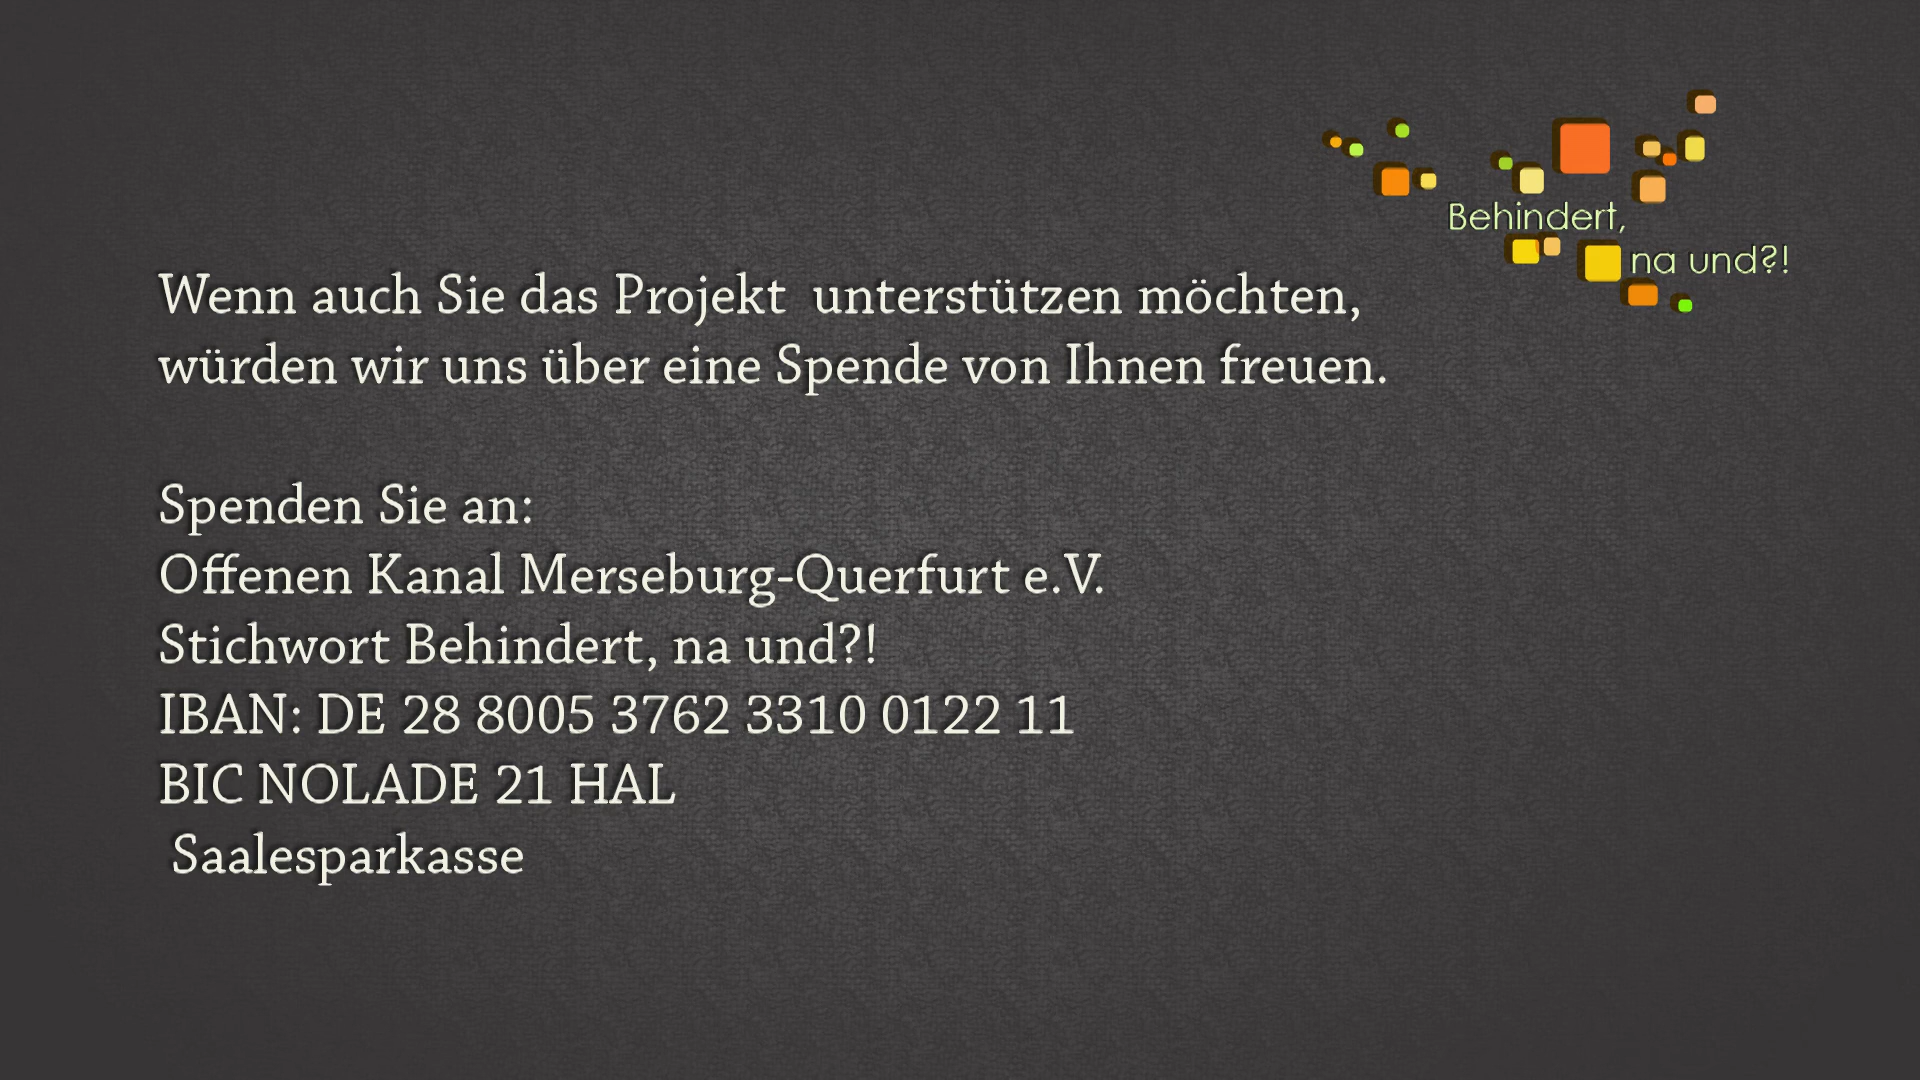 Behindert,
na und?!
Wenn auch Sie das Projekt  unterstützen möchten,
würden wir uns über eine Spende von Ihnen freuen.
Spenden Sie an:
Offenen Kanal Merseburg-Querfurt e.V.
Stichwort Behindert, na und?!
IBAN: DE 28 8005 3762 3310 0122 11
BIC NOLADE 21 HAL
Saalesparkasse